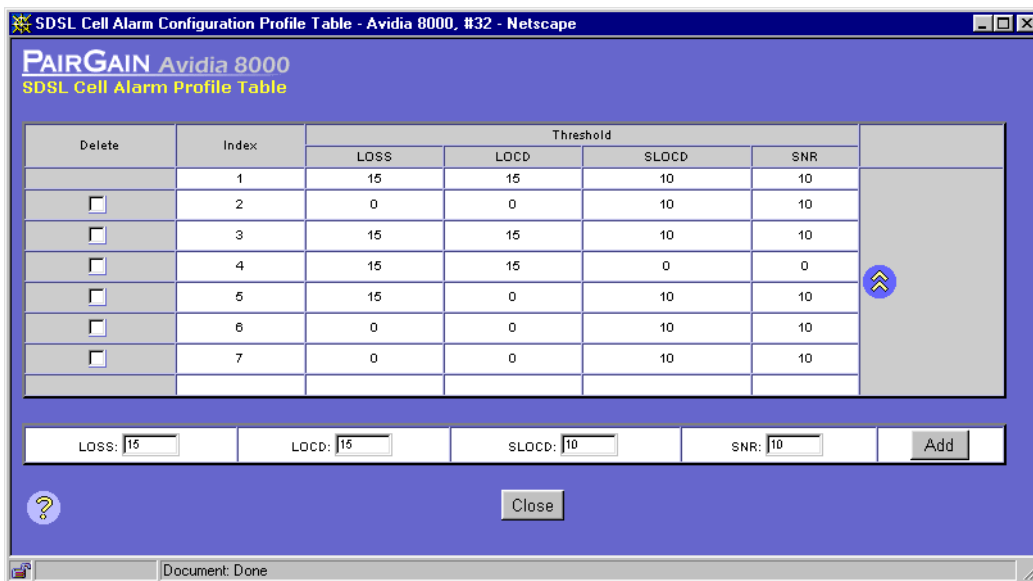 SDSL Cell Alarm Configuration Profile Table - Avidia 8000, #32 - Netscape
PAIRGAIN Avidia 8000
SDSL Cell Alarm Profile Table
Delete Index Threshold
LOSS LOCD SLOCD SNR
1 15 15 10 10
2 0 0 10 10
3 15 15 10 10
4 15 15 0 0
5 15 0 10 10
6 0 0 10 10
7 0 0 10 10
LOSS: 15 LOCD: 15 SLOCD: 10 SNR: 10 Add
? Close
Document: Done